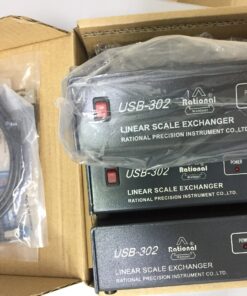 USB-302 Rational
LINEAR SCALE EXCHANGER
RATIONAL PRECISION INSTRUMENT CO.,LTD.
USB-302 Rational POWER
LINEAR SCALE EXCHANGER
RATIONAL PRECISION INSTRUMENT CO.,LTD.
USB-302 Rational
LINEAR SCALE EXCHANGER
RATIONAL PRECISION INSTRUMENT CO.,LTD.